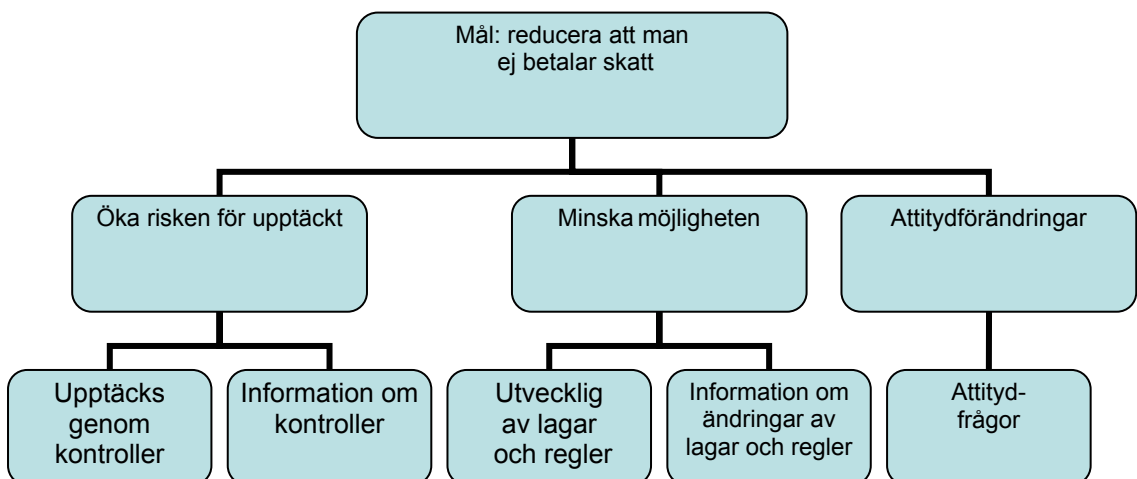 Mål: reducera att man
ej betalar skatt
Öka risken för upptäckt
Minska möjligheten
Attitydförändringar
Upptäcks
genom
kontroller
Information om
kontroller
Utvecklig
av lagar
och regler
Information om
ändringar av
lagar och regler
Attityd-
frågor